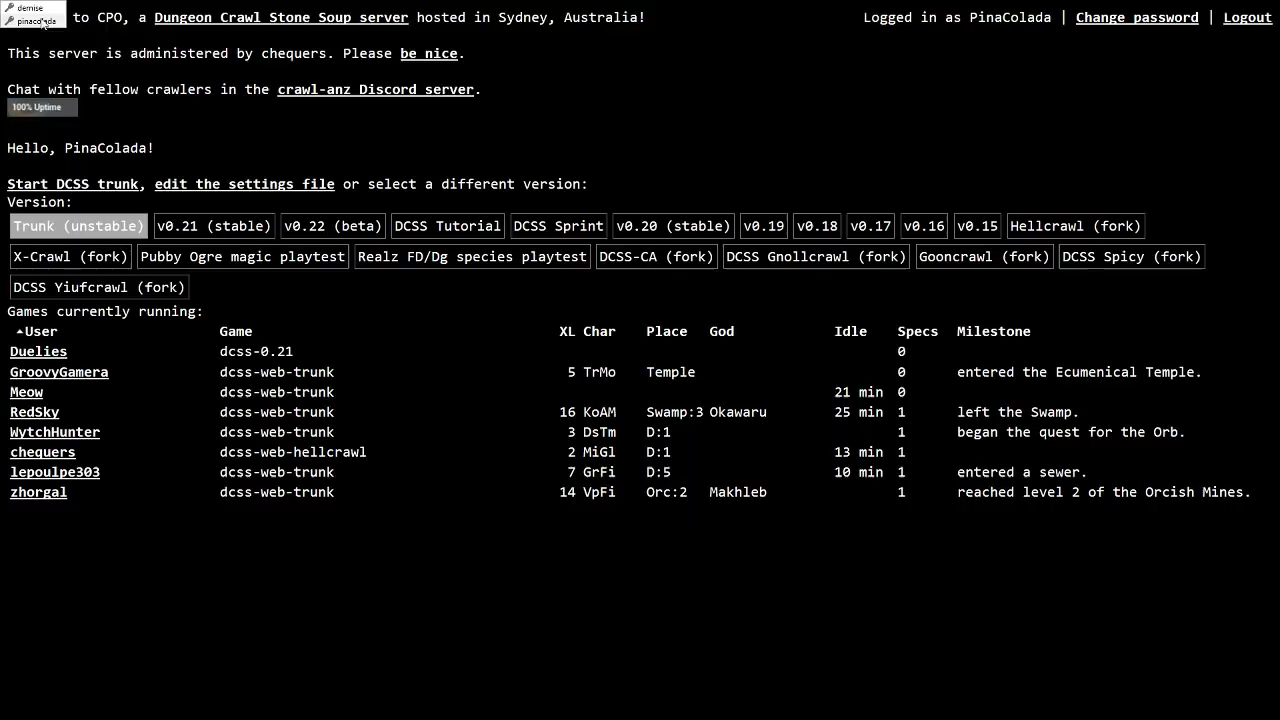 demise
pinacolada
to CPO, a Dungeon Crawl Stone Soup server hosted in Sydney, Australia!
Logged in as PinaColada | Change password | Logout
This server is administered by chequers. Please be nice.
Chat with fellow crawlers in the crawl-anz Discord server.
100% Uptime
Hello, PinaColada!
Start DCSS trunk, edit the settings file or select a different version:
Version:
Trunk (unstable) v0.21 (stable) v0.22 (beta) DCSS Tutorial DCSS Sprint v0.20 (stable) v0.19 v0.18 v0.17 v0.16 v0.15 Hellcrawl (fork)
X-Crawl (fork) Pubby Ogre magic playtest Realz FD/Dg species playtest DCSS-CA (fork) DCSS Gnollcrawl (fork) Gooncrawl (fork) DCSS Spicy (fork)
DCSS Yiufcrawl (fork)
Games currently running:
User Game XL Char Place God Idle Specs Milestone
Duelies dcss-0.21 0
GroovyGamera dcss-web-trunk 5 TrMo Temple 0 entered the Ecumenical Temple.
Meow dcss-web-trunk 21 min 0
RedSky dcss-web-trunk 16 KoAM Swamp:3 Okawaru 25 min 1 left the Swamp.
WytchHunter dcss-web-trunk 3 DsTm D:1 1 began the quest for the Orb.
chequers dcss-web-hellcrawl 2 MiGl D:1 13 min 1
lepoulpe303 dcss-web-trunk 7 GrFi D:5 10 min 1 entered a sewer.
zhorgal dcss-web-trunk 14 VpFi Orc:2 Makhleb 1 reached level 2 of the Orcish Mines.